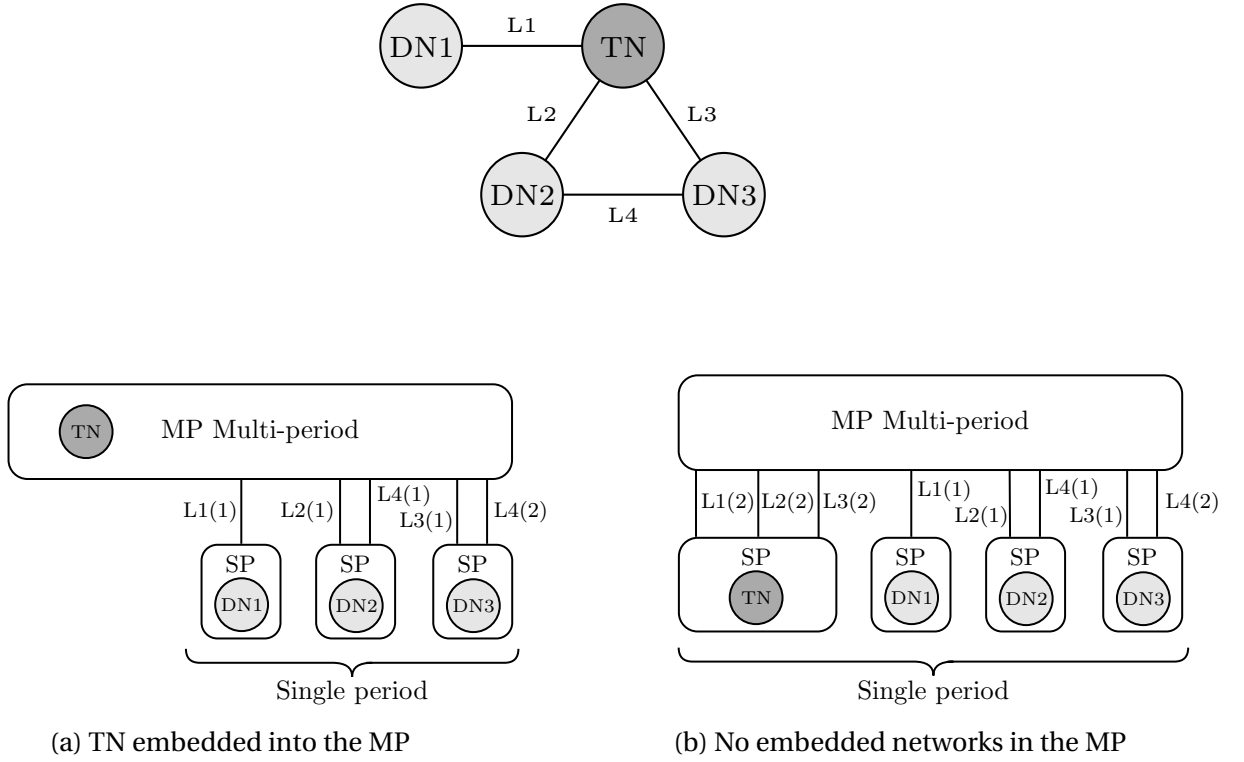 L1
DN1
TN
L2
L3
DN2
DN3
L4
TN
MP Multi-period
L1(1)
L2(1)
L4(1)
L3(1)
L4(2)
SP
DN1
SP
DN2
SP
DN3
Single period
(a) TN embedded into the MP
MP Multi-period
L1(2)
L2(2)
L3(2)
L1(1)
L2(1)
L4(1)
L3(1)
L4(2)
SP
TN
SP
DN1
SP
DN2
SP
DN3
Single period
(b) No embedded networks in the MP